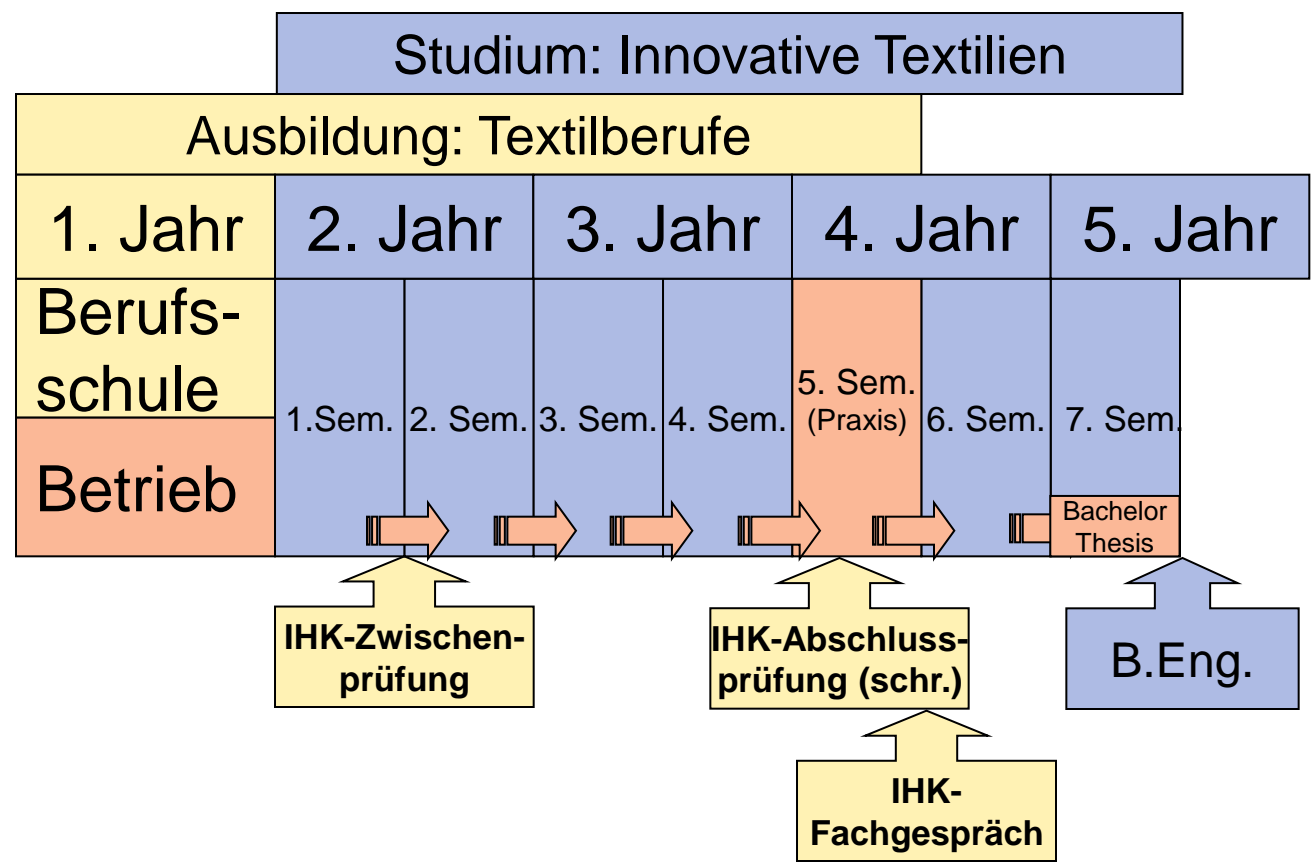 Studium: Innovative Textilien
Ausbildung: Textilberufe
1. Jahr
2. Jahr
3. Jahr
4. Jahr
5. Jahr
Berufs-
schule
Betrieb
1.Sem.
2. Sem.
3. Sem.
4. Sem.
5. Sem.
(Praxis)
6. Sem.
7. Sem.
Bachelor
Thesis
IHK-Zwischen-
prüfung
IHK-Abschluss-
prüfung (schr.)
B.Eng.
IHK-
Fachgespräch